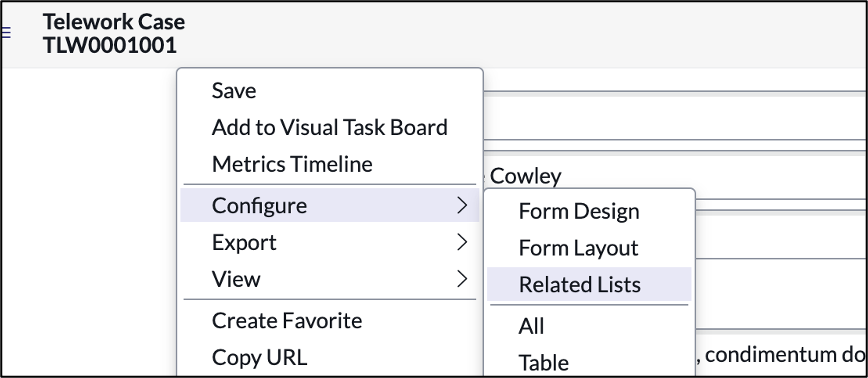 Telework Case
TLW0001001
Save
Add to Visual Task Board
Metrics Timeline
Cowley
Configure
Form Design
Export
Form Layout
View
Related Lists
Create Favorite
All
Copy URL
Table
, condimentum do